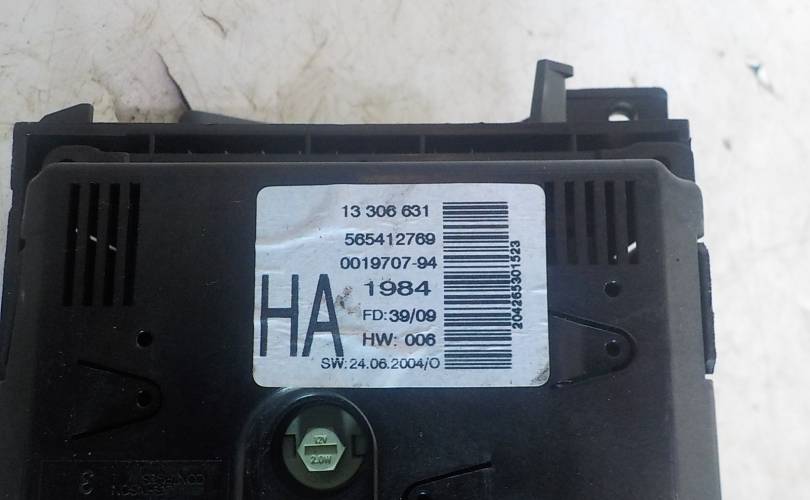 13 306 631
565412769
0019707-94
HA
1984
FD: 39/09
HW: 006
SW: 24.06.2004/O
204265301523
12V
2.0W